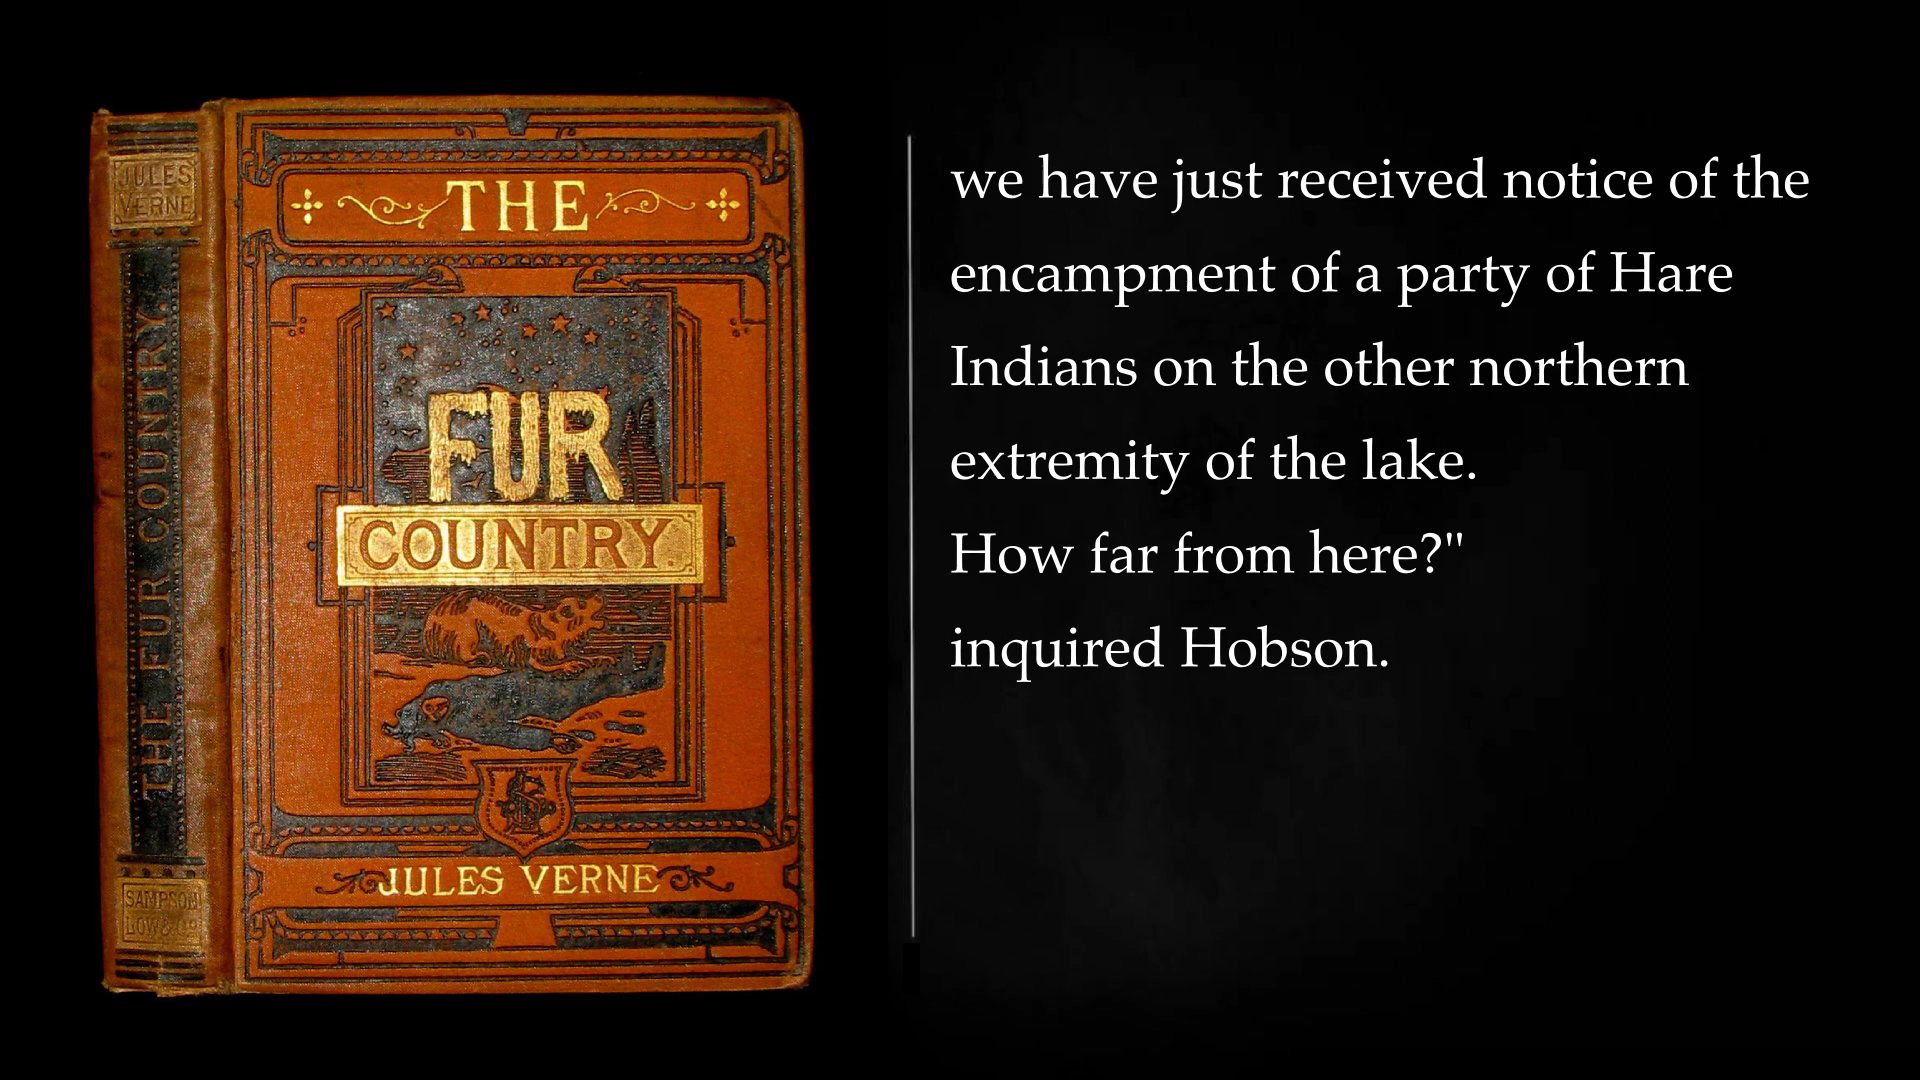 JULES
VERNE
THE FUR COUNTRY.
SAMPSON
LOW & Co
THE
FUR
COUNTRY.
JULES VERNE
we have just received notice of the
encampment of a party of Hare
Indians on the other northern
extremity of the lake.
How far from here?"
inquired Hobson.